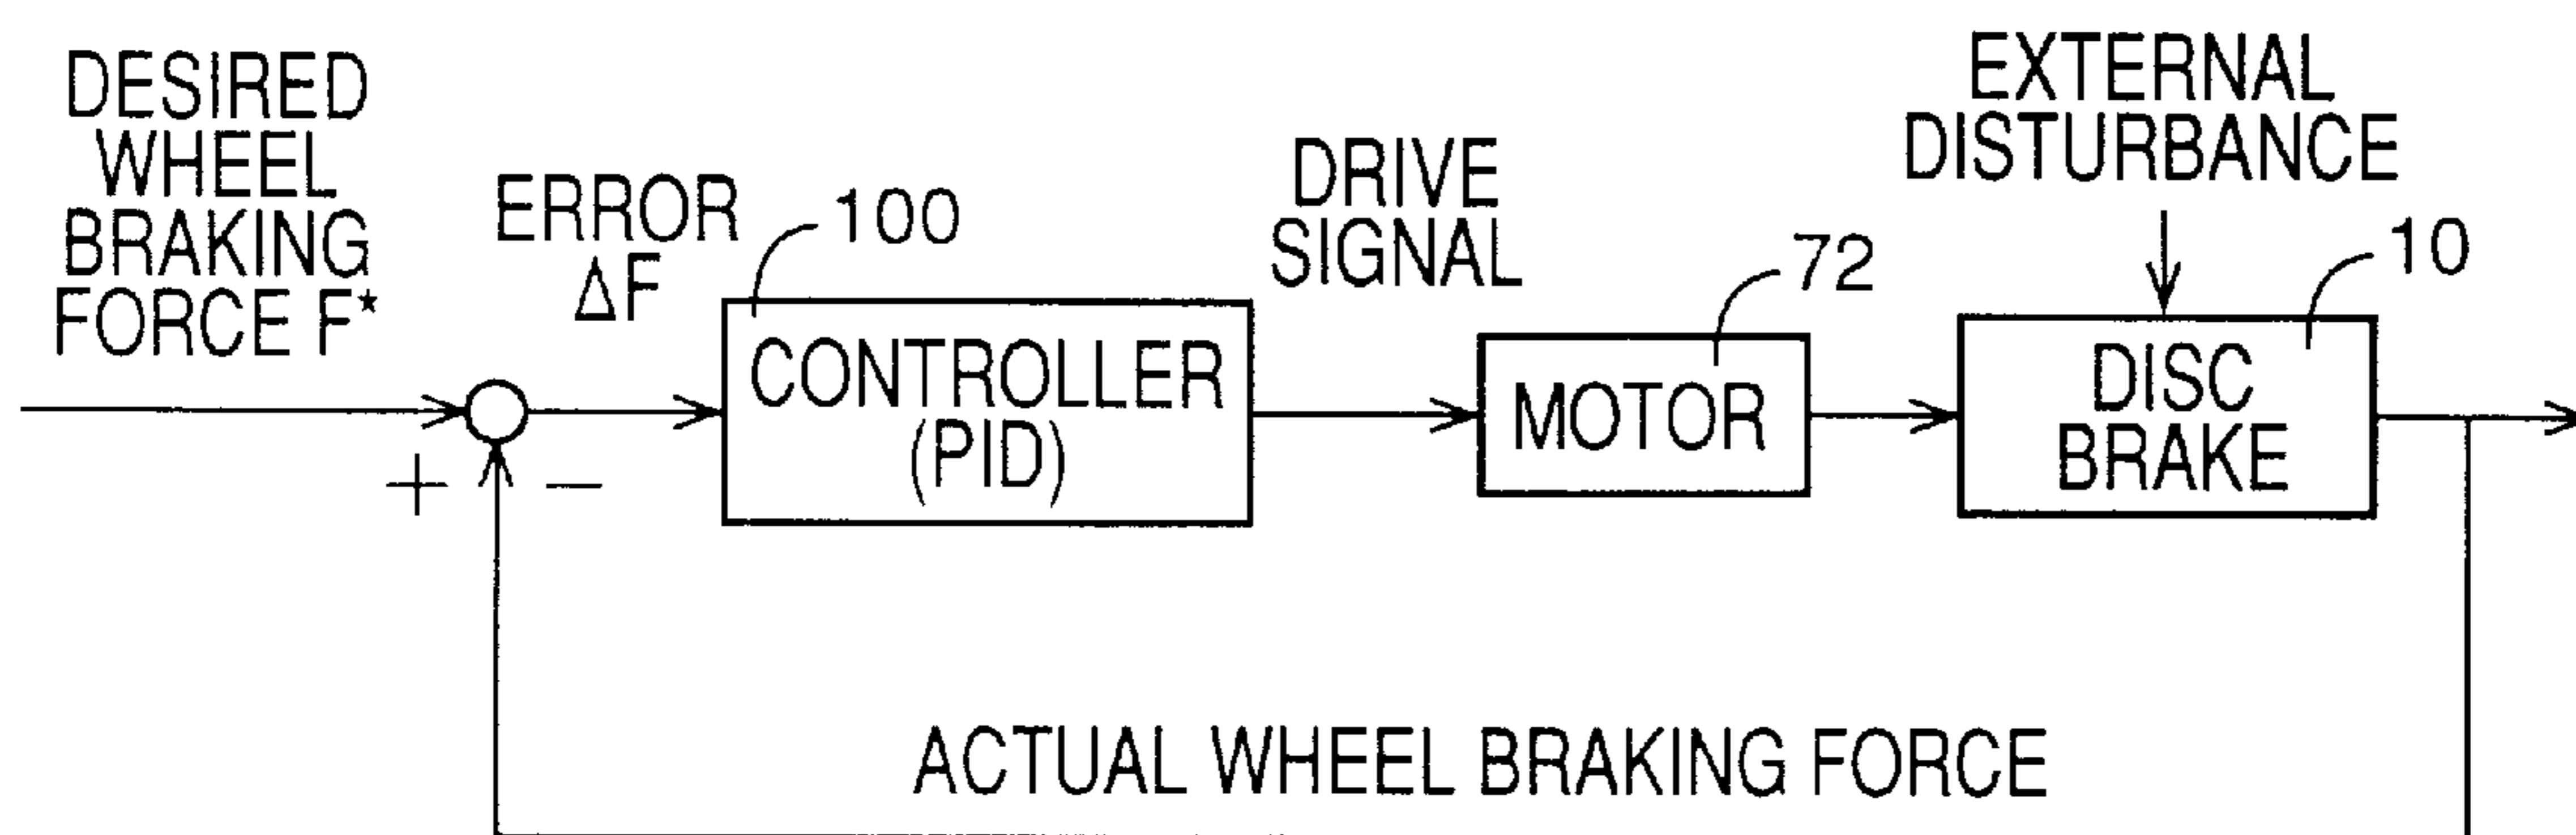 DESIRED
WHEEL
BRAKING
FORCE F*
ERROR
ΔF
100
CONTROLLER
(PID)
DRIVE
SIGNAL
72
MOTOR
EXTERNAL
DISTURBANCE
10
DISC
BRAKE
+
−
ACTUAL WHEEL BRAKING FORCE